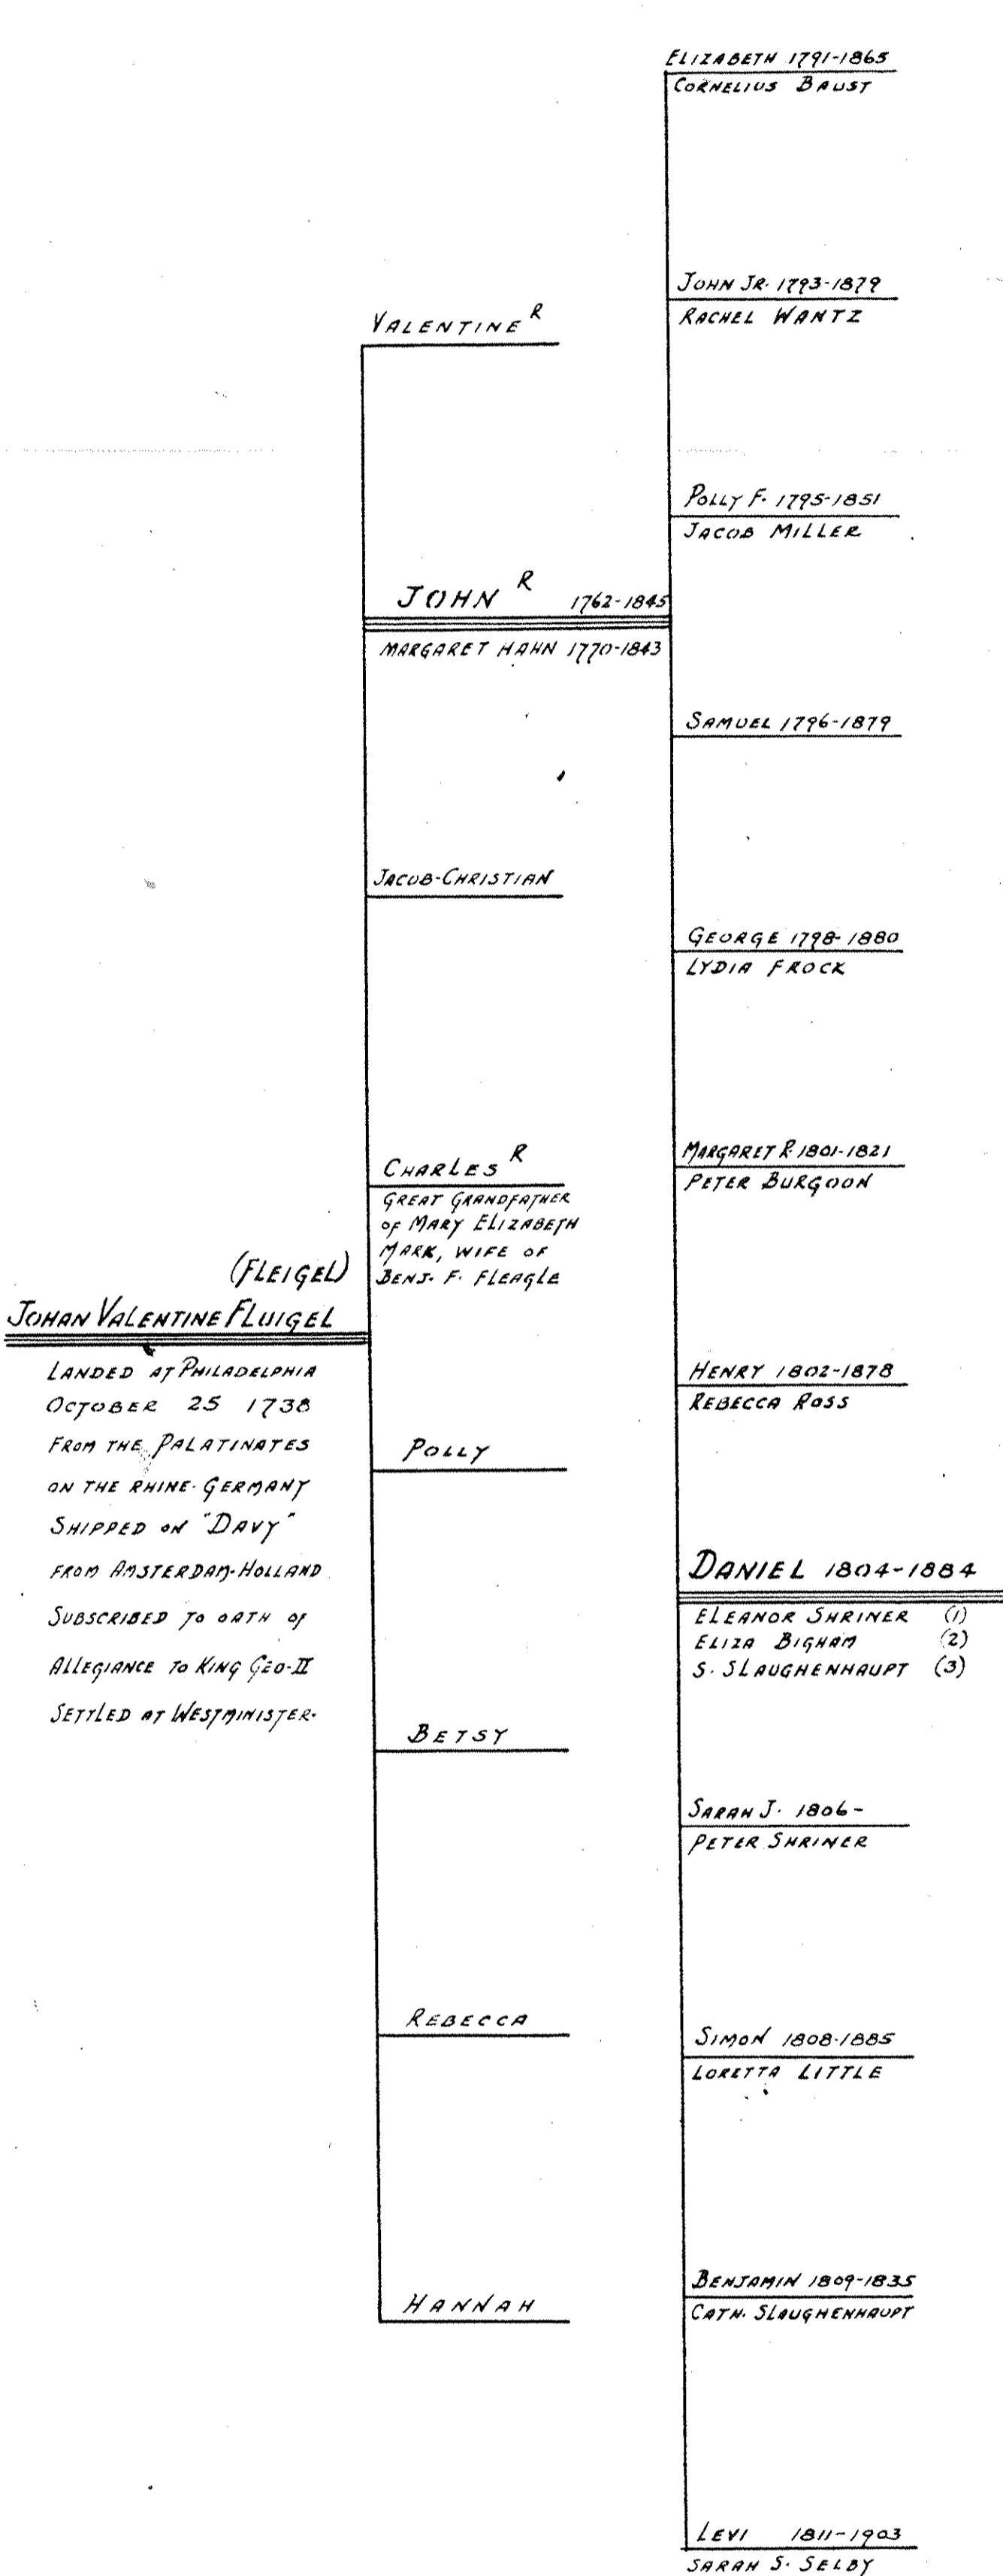 (FLEIGEL)
JOHAN VALENTINE FLUIGEL
LANDED AT PHILADELPHIA
OCTOBER 25 1738
FROM THE PALATINATES
ON THE RHINE-GERMANY
SHIPPED ON "DAVY"
FROM AMSTERDAM-HOLLAND
SUBSCRIBED TO OATH OF
ALLEGIANCE TO KING GEO-II
SETTLED AT WESTMINISTER.
VALENTINE R
JOHN R 1762-1845
MARGARET HAHN 1770-1843
JACOB-CHRISTIAN
CHARLES R
GREAT GRANDFATHER
OF MARY ELIZABETH
MARK, WIFE OF
BENJ. F. FLEAGLE
POLLY
BETSY
REBECCA
HANNAH
ELIZABETH 1791-1865
CORNELIUS BAUST
JOHN JR. 1793-1879
RACHEL WANTZ
POLLY F. 1795-1851
JACOB MILLER
SAMUEL 1796-1879
GEORGE 1798-1880
LYDIA FROCK
MARGARET R. 1801-1821
PETER BURGOON
HENRY 1802-1878
REBECCA ROSS
DANIEL 1804-1884
ELEANOR SHRINER (1)
ELIZA BIGHAM (2)
S. SLAUGHENHAUPT (3)
SARAH J. 1806-
PETER SHRINER
SIMON 1808-1885
LORETTA LITTLE
BENJAMIN 1809-1835
CATH. SLAUGHENHAUPT
LEVI 1811-1903
SARAH S. SELBY